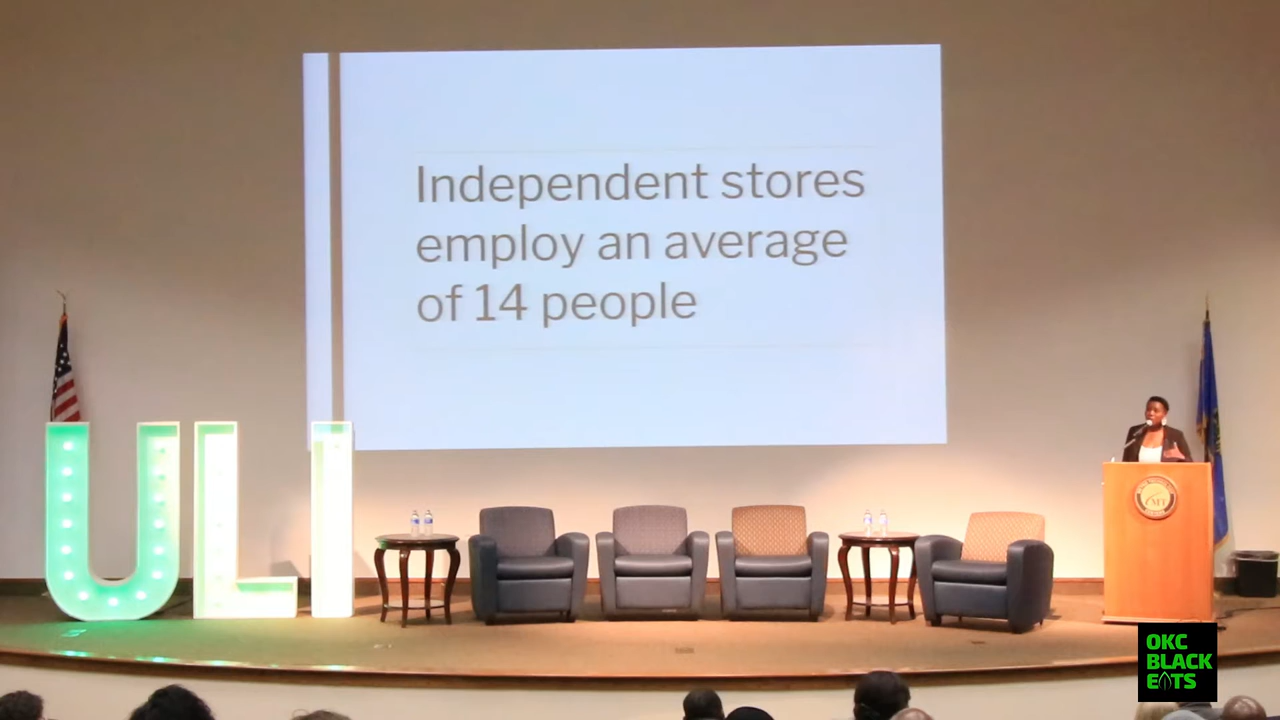 Independent stores
employ an average
of 14 people
ULI
OKC
BLACK
EATS